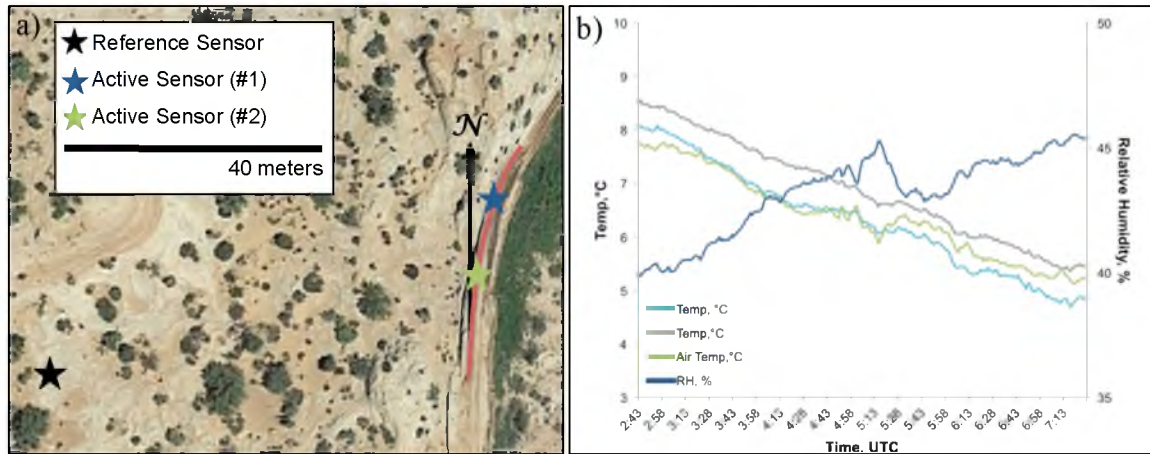 a)
Reference Sensor
Active Sensor (#1)
Active Sensor (#2)
40 meters
N
b)
10
9
8
7
6
5
4
3
Temp,°C
50
45
40
35
Relative Humidity, %
Temp, °C
Temp,°C
Air Temp,°C
RH, %
2:43
2:58
3:13
3:28
3:43
3:58
4:13
4:28
4:43
4:58
5:13
5:28
5:43
5:58
6:13
6:28
6:43
6:58
7:13
Time, UTC